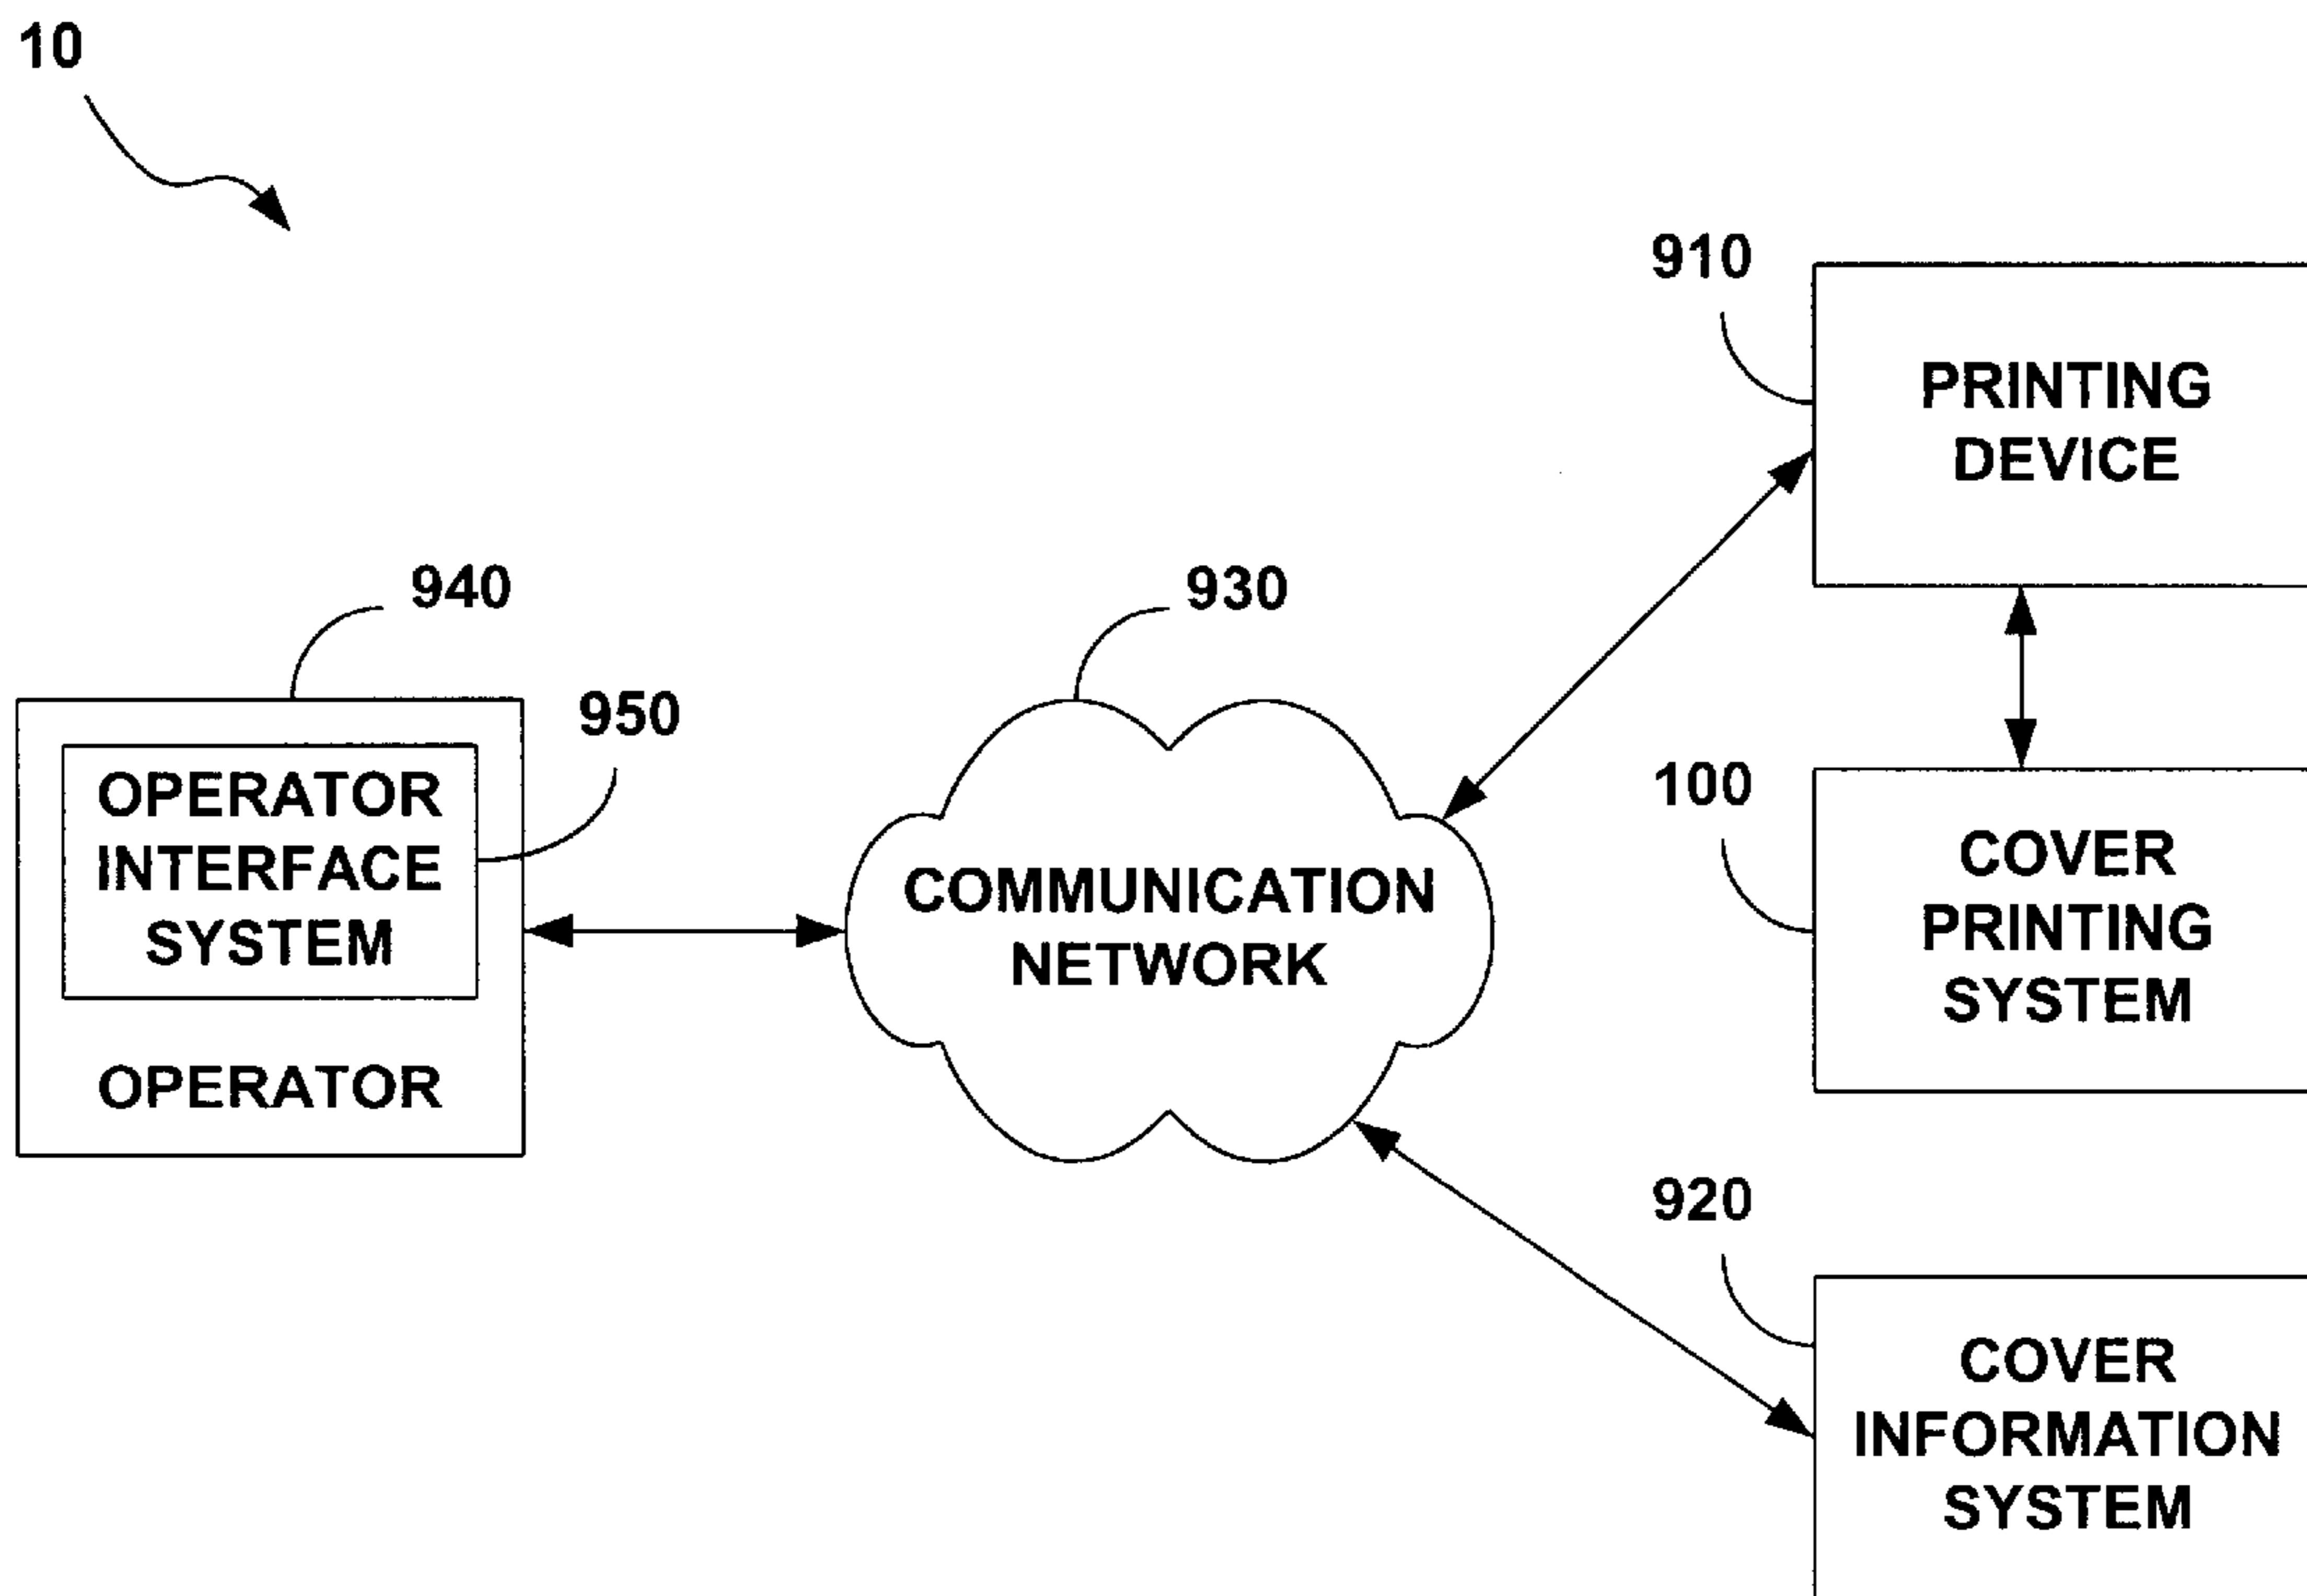 10
910
PRINTING
DEVICE
940
930
950
OPERATOR
INTERFACE
SYSTEM
OPERATOR
COMMUNICATION
NETWORK
100
COVER
PRINTING
SYSTEM
920
COVER
INFORMATION
SYSTEM